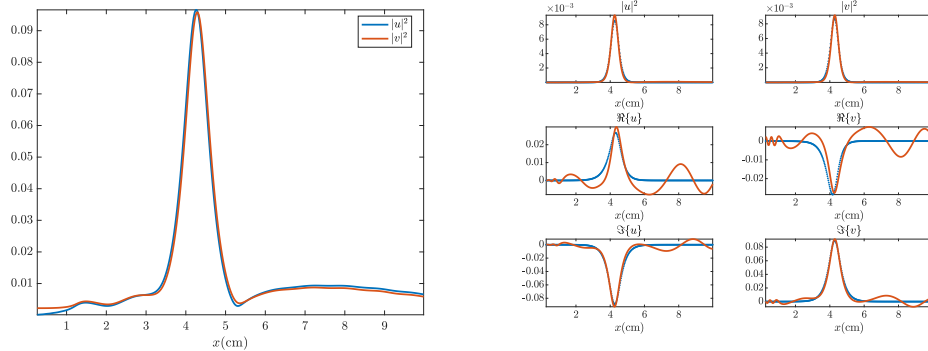 |u|²
|v|²
0.09
0.08
0.07
0.06
0.05
0.04
0.03
0.02
0.01
1 2 3 4 5 6 7 8 9
x(cm)
×10⁻³ |u|²
8
6
4
2
0
2 4 6 8
x(cm)
×10⁻³ |v|²
8
6
4
2
0
2 4 6 8
x(cm)
ℜ{u}
0.02
0.01
0
2 4 6 8
x(cm)
ℜ{v}
0
-0.01
-0.02
2 4 6 8
x(cm)
ℑ{u}
0
-0.02
-0.04
-0.06
-0.08
2 4 6 8
x(cm)
ℑ{v}
0.08
0.06
0.04
0.02
0
2 4 6 8
x(cm)